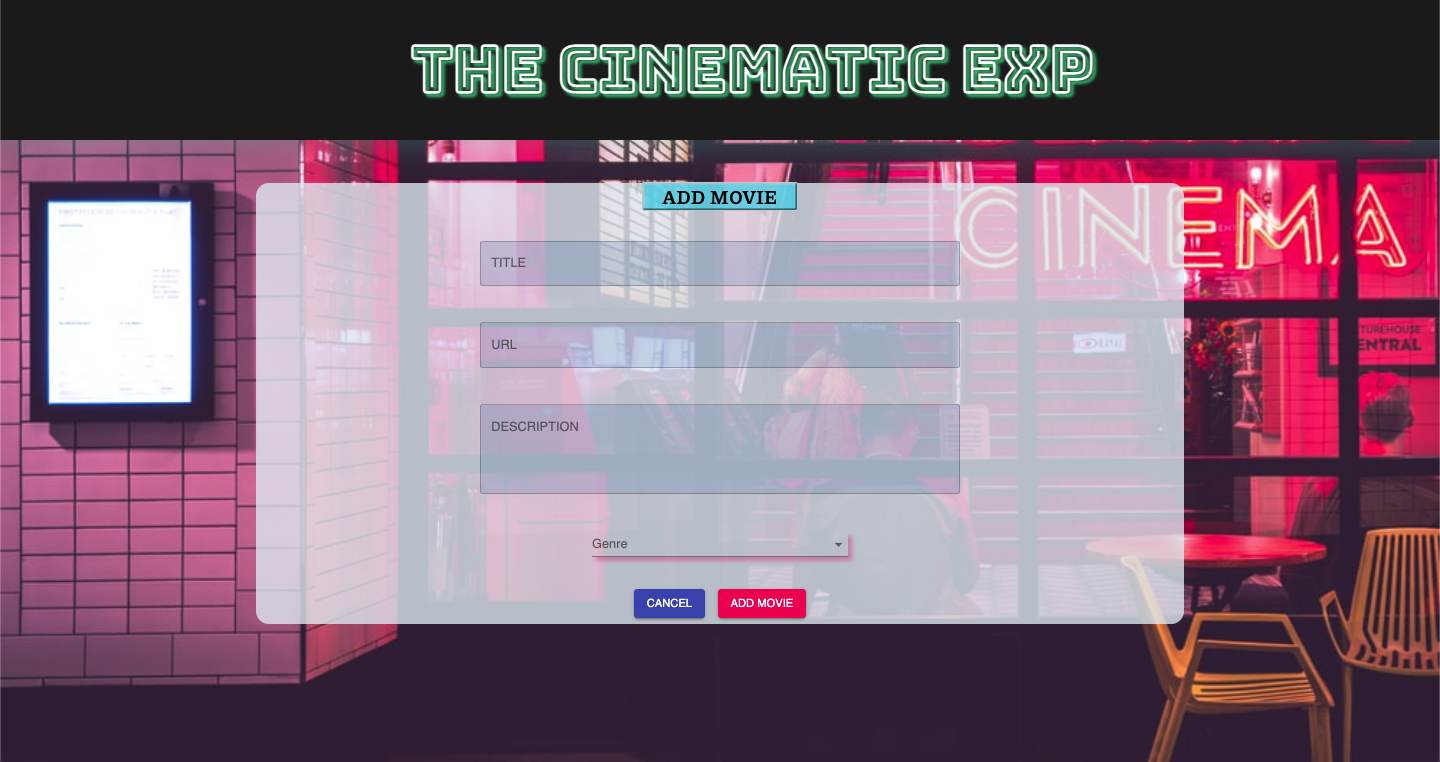 THE CINEMATIC EXP
ADD MOVIE
CINEMA
TITLE
URL
TUREHOUSE
ENTRAL
DESCRIPTION
Genre
CANCEL
ADD MOVIE